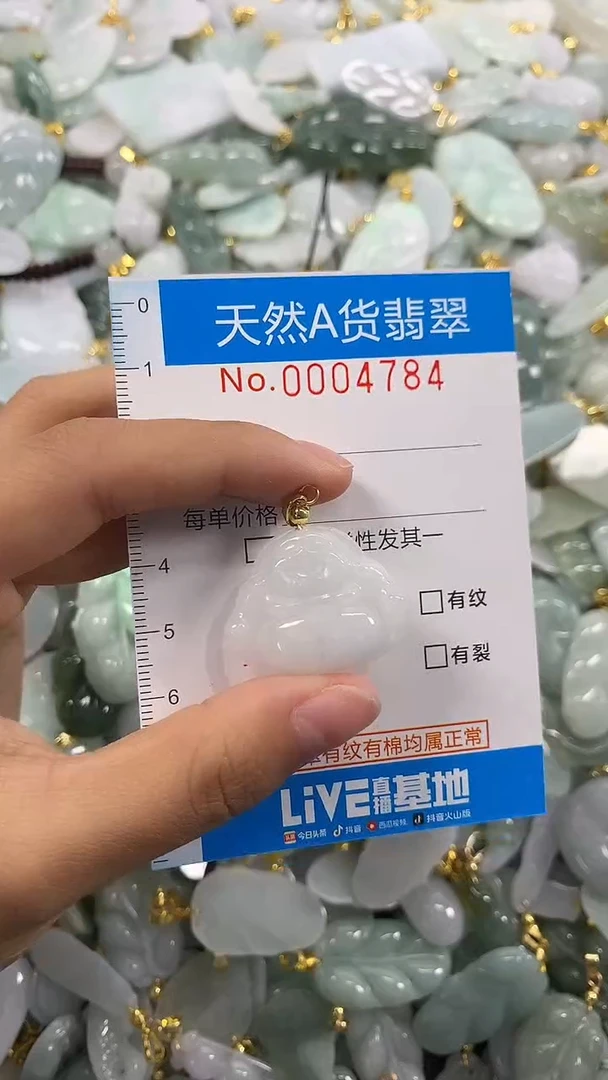 0
天然A货翡翠
1
No.0004784
每单价格
性发其一
4
有纹
5
有裂
6
有纹有棉均属正常
LiVE直播基地
今日头条 抖音 西瓜视频 抖音火山版